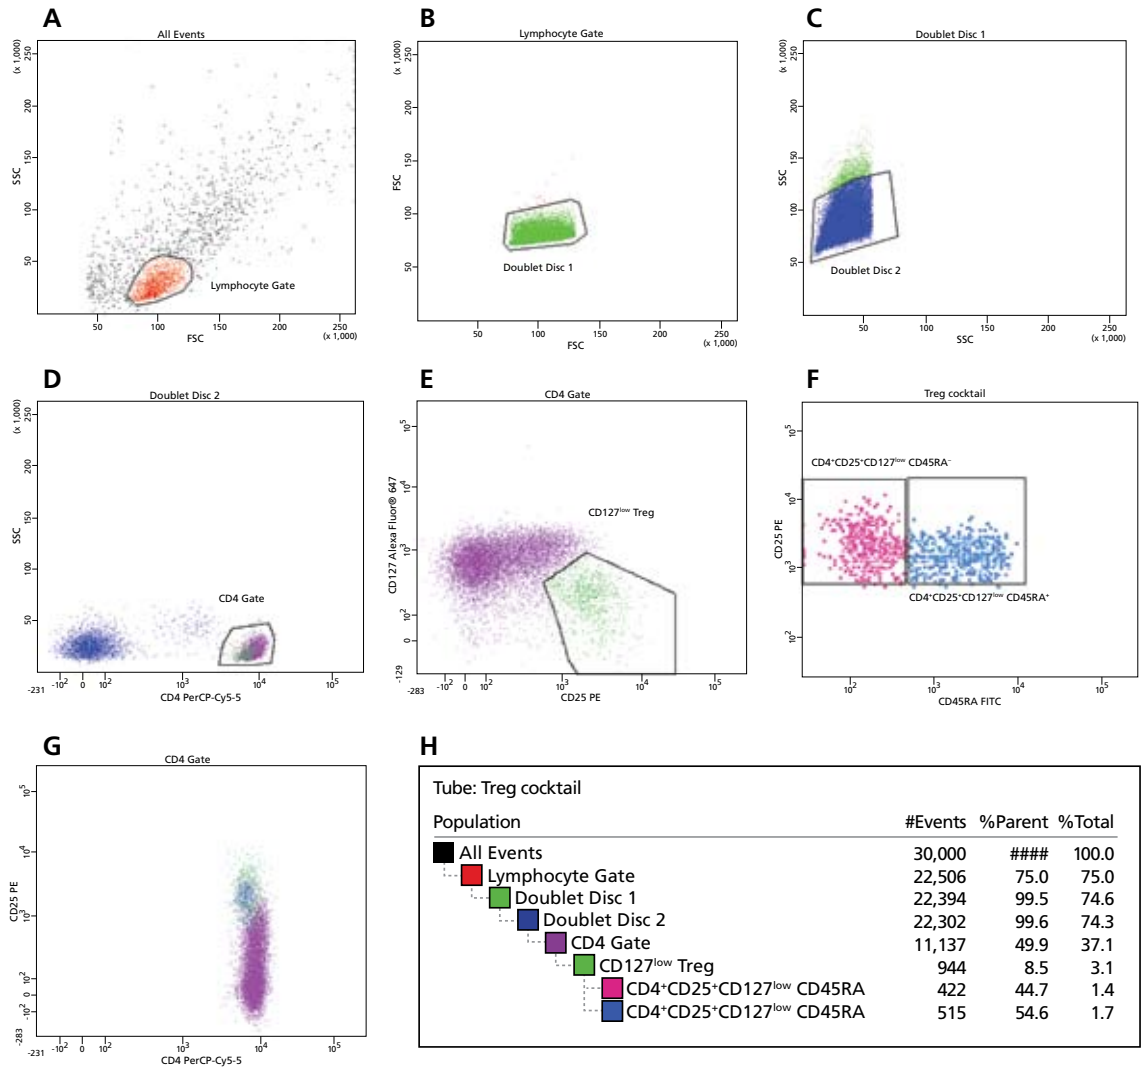 A
All Events
(x 1,000)
250
200
150
100
50
SSC
Lymphocyte Gate
50 100 150 200 250
FSC (x 1,000)
B
Lymphocyte Gate
(x 1,000)
250
200
150
100
50
FSC
Doublet Disc 1
50 100 150 200 250
FSC (x 1,000)
C
Doublet Disc 1
(x 1,000)
250
200
150
100
50
SSC
Doublet Disc 2
50 100 150 200 250
SSC (x 1,000)
D
Doublet Disc 2
(x 1,000)
250
200
150
100
50
SSC
CD4 Gate
-231 -10² 0 10² 10³ 10⁴ 10⁵
CD4 PerCP-Cy5-5
E
CD4 Gate
10⁵
10⁴
10³
10²
0
-129
CD127 Alexa Fluor® 647
CD127ˡᵒʷ Treg
-283 -10² 0 10² 10³ 10⁴ 10⁵
CD25 PE
F
Treg cocktail
10⁵
10⁴
10³
10²
CD25 PE
CD4⁺CD25⁺CD127ˡᵒʷ CD45RA⁻
CD4⁺CD25⁺CD127ˡᵒʷ CD45RA⁺
10² 10³ 10⁴ 10⁵
CD45RA FITC
G
CD4 Gate
10⁵
10⁴
10³
10²
0
-10²
-283
CD25 PE
-231 -10² 0 10² 10³ 10⁴ 10⁵
CD4 PerCP-Cy5-5
H
Tube: Treg cocktail
Population #Events %Parent %Total
All Events 30,000 #### 100.0
Lymphocyte Gate 22,506 75.0 75.0
Doublet Disc 1 22,394 99.5 74.6
Doublet Disc 2 22,302 99.6 74.3
CD4 Gate 11,137 49.9 37.1
CD127ˡᵒʷ Treg 944 8.5 3.1
CD4⁺CD25⁺CD127ˡᵒʷ CD45RA 422 44.7 1.4
CD4⁺CD25⁺CD127ˡᵒʷ CD45RA 515 54.6 1.7